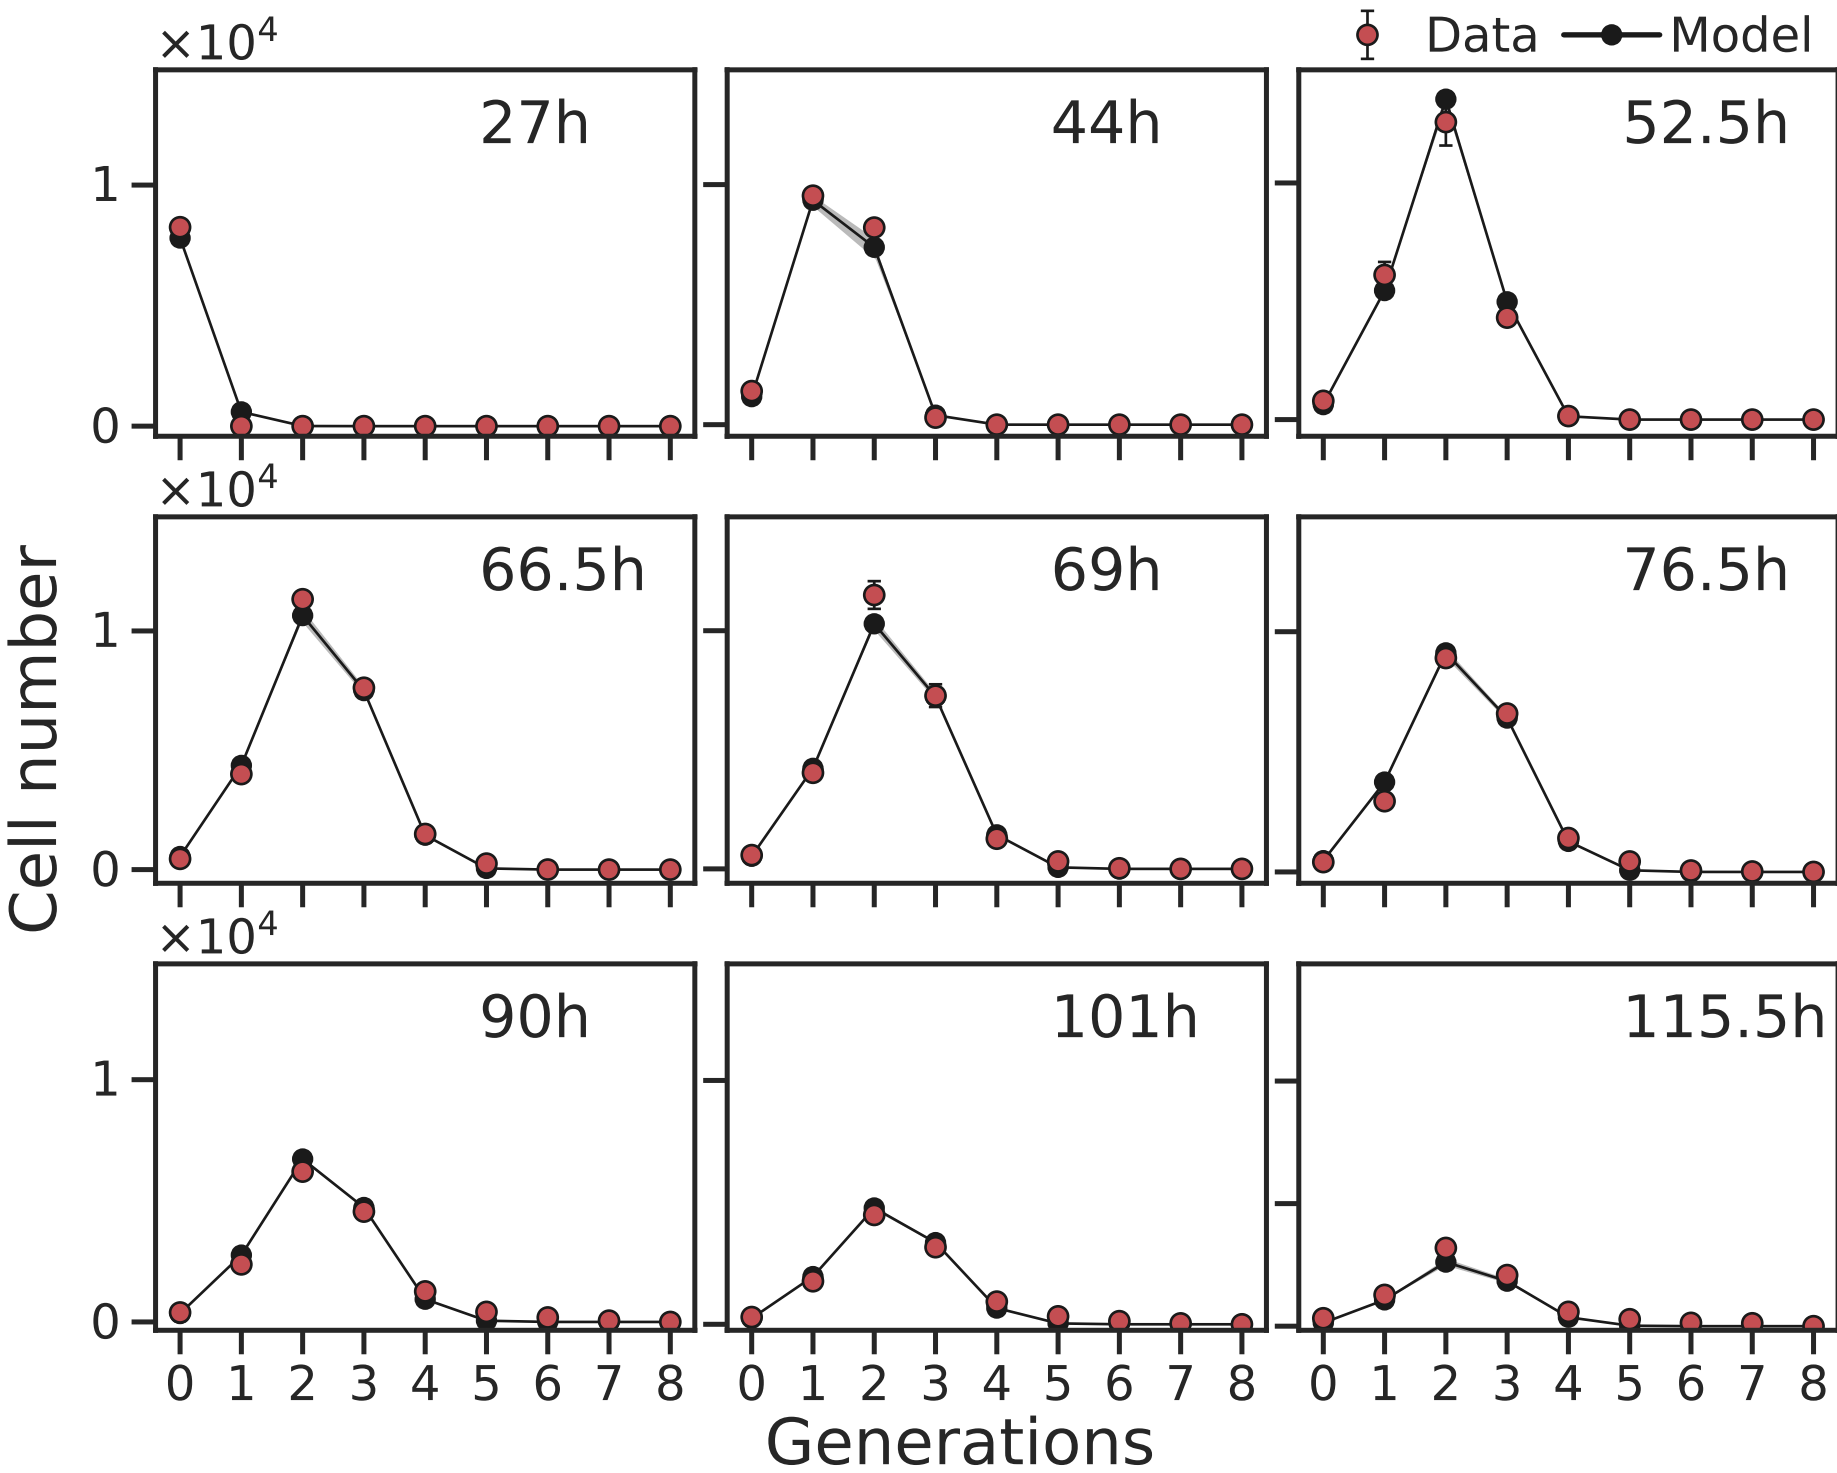 ×10⁴
Data Model
27h 44h 52.5h
1
0
×10⁴
66.5h 69h 76.5h
1
0
Cell number
×10⁴
90h 101h 115.5h
1
0
0 1 2 3 4 5 6 7 8 0 1 2 3 4 5 6 7 8 0 1 2 3 4 5 6 7 8
Generations